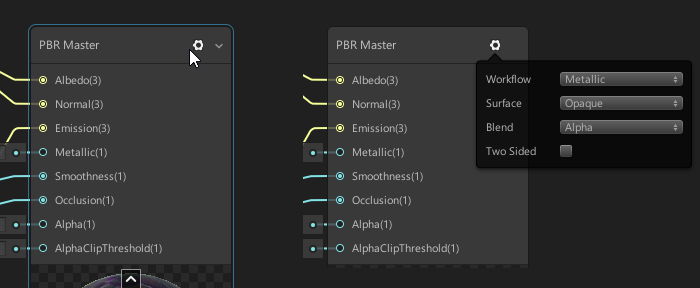 PBR Master
Albedo(3)
Normal(3)
Emission(3)
Metallic(1)
Smoothness(1)
Occlusion(1)
Alpha(1)
AlphaClipThreshold(1)
PBR Master
Albedo(3)
Normal(3)
Emission(3)
Metallic(1)
Smoothness(1)
Occlusion(1)
Alpha(1)
AlphaClipThreshold(1)
Workflow Metallic
Surface Opaque
Blend Alpha
Two Sided